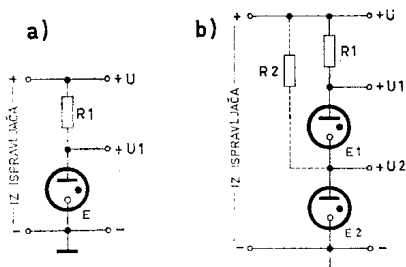 a)
+
+U
R1
IZ ISPRAVLJAČA
+U1
E
-
-
b)
+
+U
R2
R1
+U1
IZ ISPRAVLJAČA
E1
+U2
E2
-
-